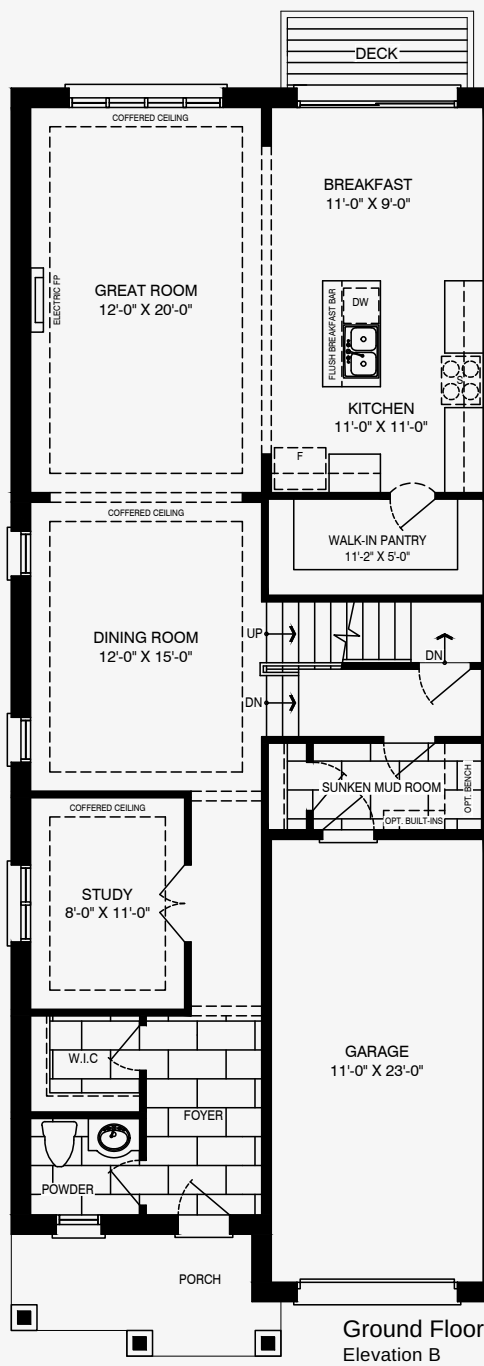 DECK
COFFERED CEILING
BREAKFAST
11'-0" X 9'-0"
GREAT ROOM
12'-0" X 20'-0"
ELECTRIC FP
FLUSH BREAKFAST BAR
DW
S
KITCHEN
11'-0" X 11'-0"
F
COFFERED CEILING
WALK-IN PANTRY
11'-2" X 5'-0"
DINING ROOM
12'-0" X 15'-0"
UP
DN
DN
SUNKEN MUD ROOM
OPT. BENCH
OPT. BUILT-INS
COFFERED CEILING
STUDY
8'-0" X 11'-0"
W.I.C
GARAGE
11'-0" X 23'-0"
FOYER
POWDER
PORCH
Ground Floor
Elevation B